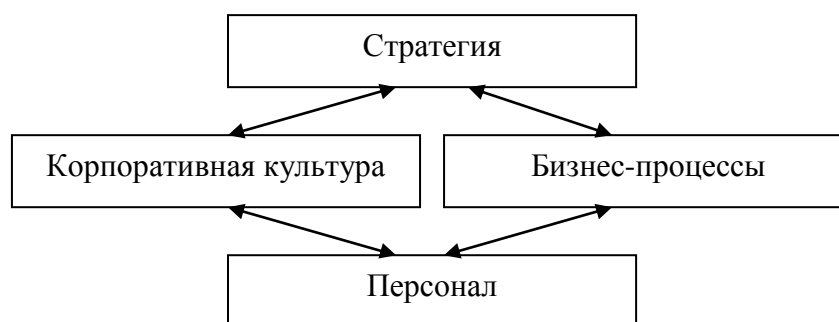 Стратегия
Корпоративная культура
Бизнес-процессы
Персонал